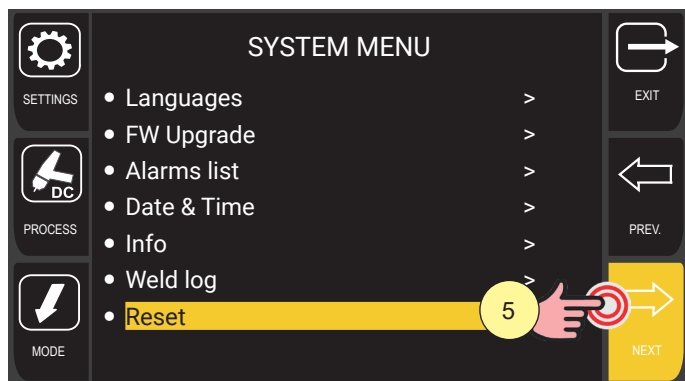 SYSTEM MENU
SETTINGS
• Languages >
EXIT
• FW Upgrade >
• Alarms list >
DC
• Date & Time >
PROCESS
PREV.
• Info >
• Weld log >
• Reset
5
MODE
NEXT